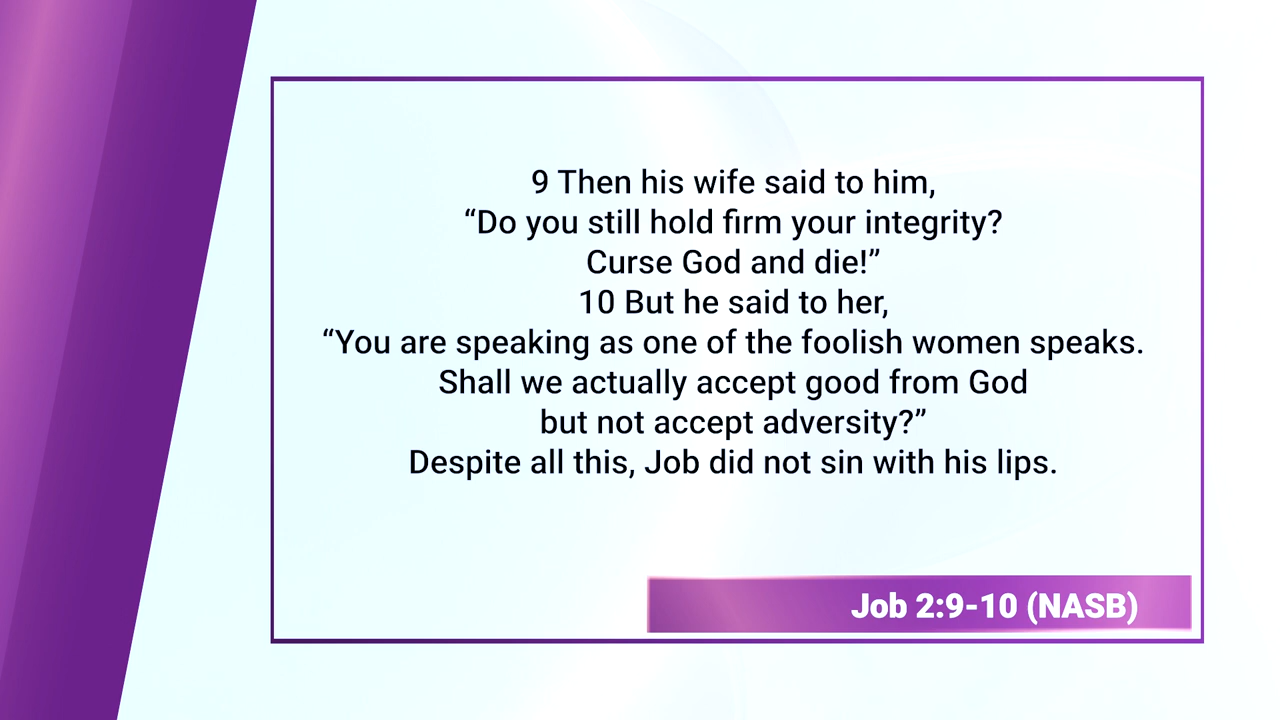 9 Then his wife said to him,
“Do you still hold firm your integrity?
Curse God and die!”
10 But he said to her,
“You are speaking as one of the foolish women speaks.
Shall we actually accept good from God
but not accept adversity?”
Despite all this, Job did not sin with his lips.
Job 2:9-10 (NASB)